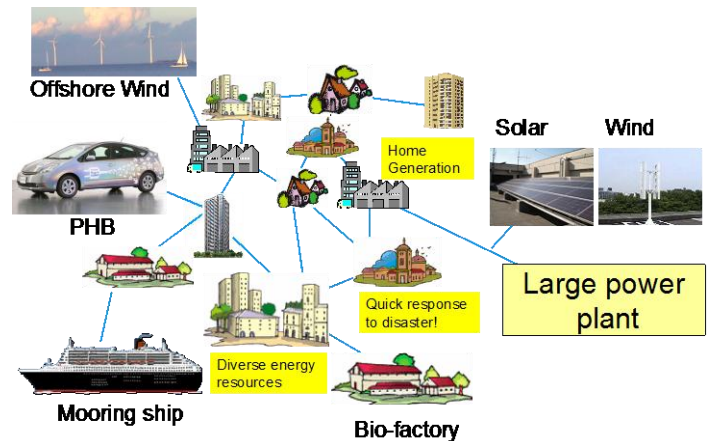 Offshore Wind
Home
Generation
Solar
Wind
PHB
Large power
plant
Quick response
to disaster!
Diverse energy
resources
Mooring ship
Bio-factory